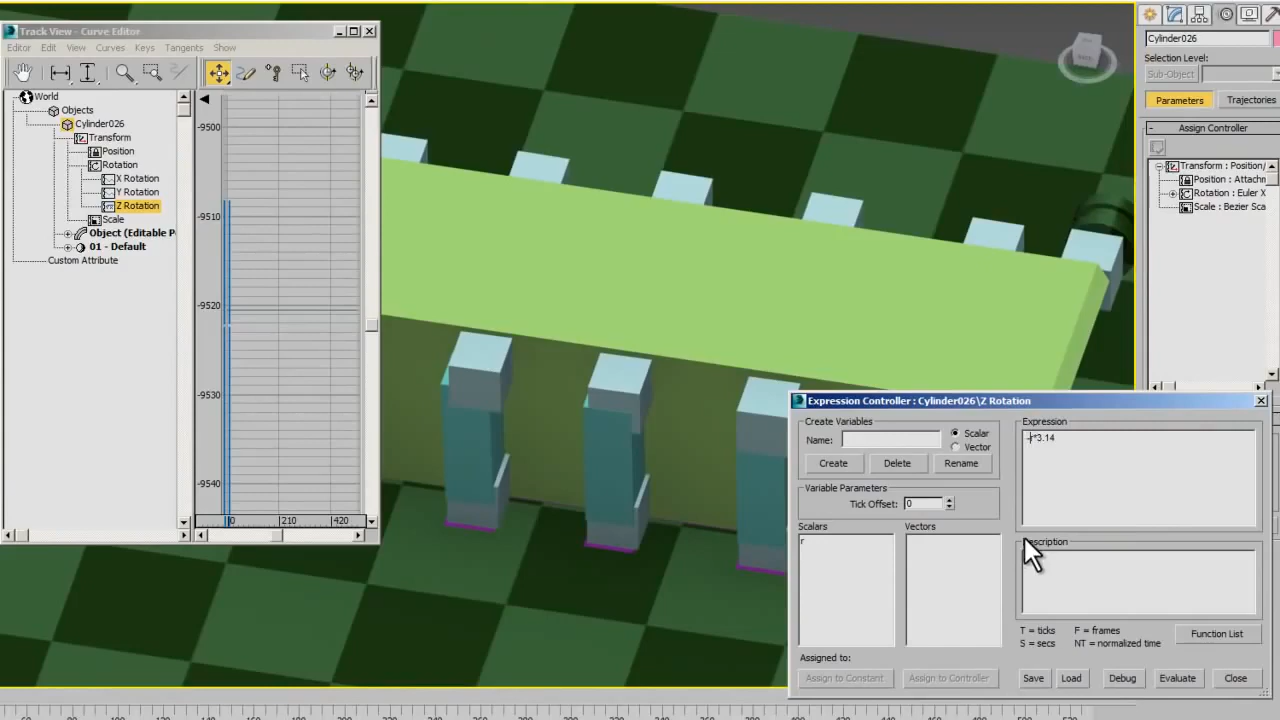 Track View - Curve Editor
Editor Edit View Curves Keys Tangents Show
World
Objects
Cylinder026
Transform
Position
Rotation
X Rotation
Y Rotation
Z Rotation
Scale
Object (Editable P
01 - Default
Custom Attribute
-9500
-9510
-9520
-9530
-9540
0 210 420
Cylinder026
Selection Level:
Sub-Object
Parameters Trajectories
Assign Controller
Transform : Position/
Position : Attachm
Rotation : Euler X
Scale : Bezier Sca
Expression Controller : Cylinder026\Z Rotation
Create Variables
Name:
Scalar
Vector
Create Delete Rename
Variable Parameters
Tick Offset: 0
Scalars Vectors
r
Assigned to:
Assign to Constant Assign to Controller
Expression
-r*3.14
T = ticks F = frames
S = secs NT = normalized time
Function List
Save Load Debug Evaluate Close